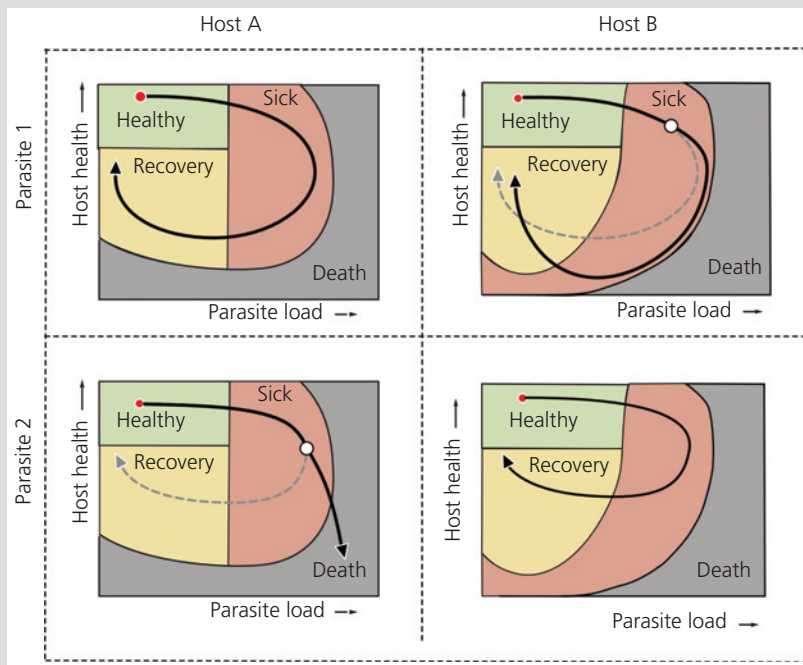 Host A
Host B
Parasite 1
Host health
Healthy
Sick
Recovery
Death
Parasite load
Host health
Healthy
Sick
Recovery
Death
Parasite load
Parasite 2
Host health
Healthy
Sick
Recovery
Death
Parasite load
Host health
Healthy
Recovery
Death
Parasite load